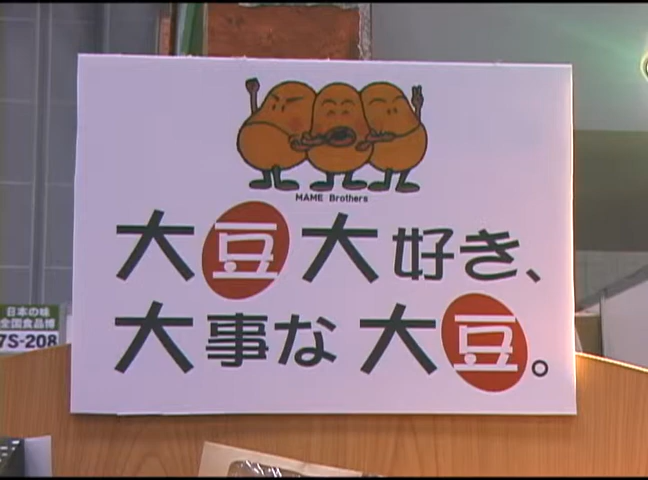 MAME Brothers
大豆大好き、
大事な大豆。
日本の味
全国食品博
7S-208